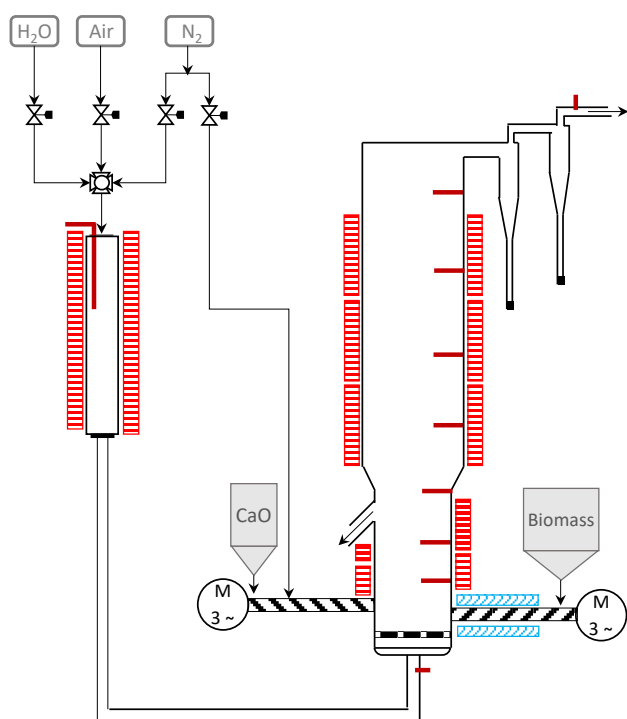 H₂O
Air
N₂
CaO
Biomass
M
3 ~
M
3 ~